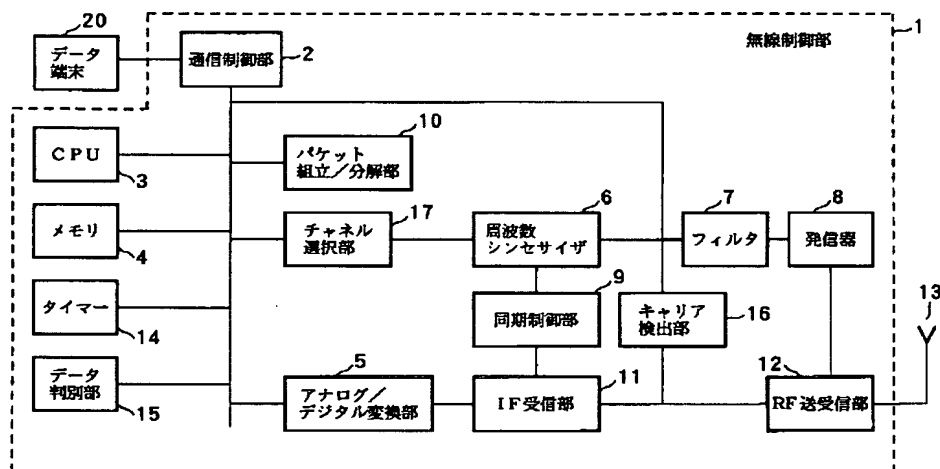 20
データ
端末
通信制御部
2
無線制御部
1
CPU
3
10
パケット
組立/分解部
メモリ
4
チャネル
選択部
17
6
周波数
シンセサイザ
7
フィルタ
8
発信器
タイマー
14
9
同期制御部
キャリア
検出部
16
13
データ
判別部
15
5
アナログ/
デジタル変換部
11
IF受信部
12
RF送受信部